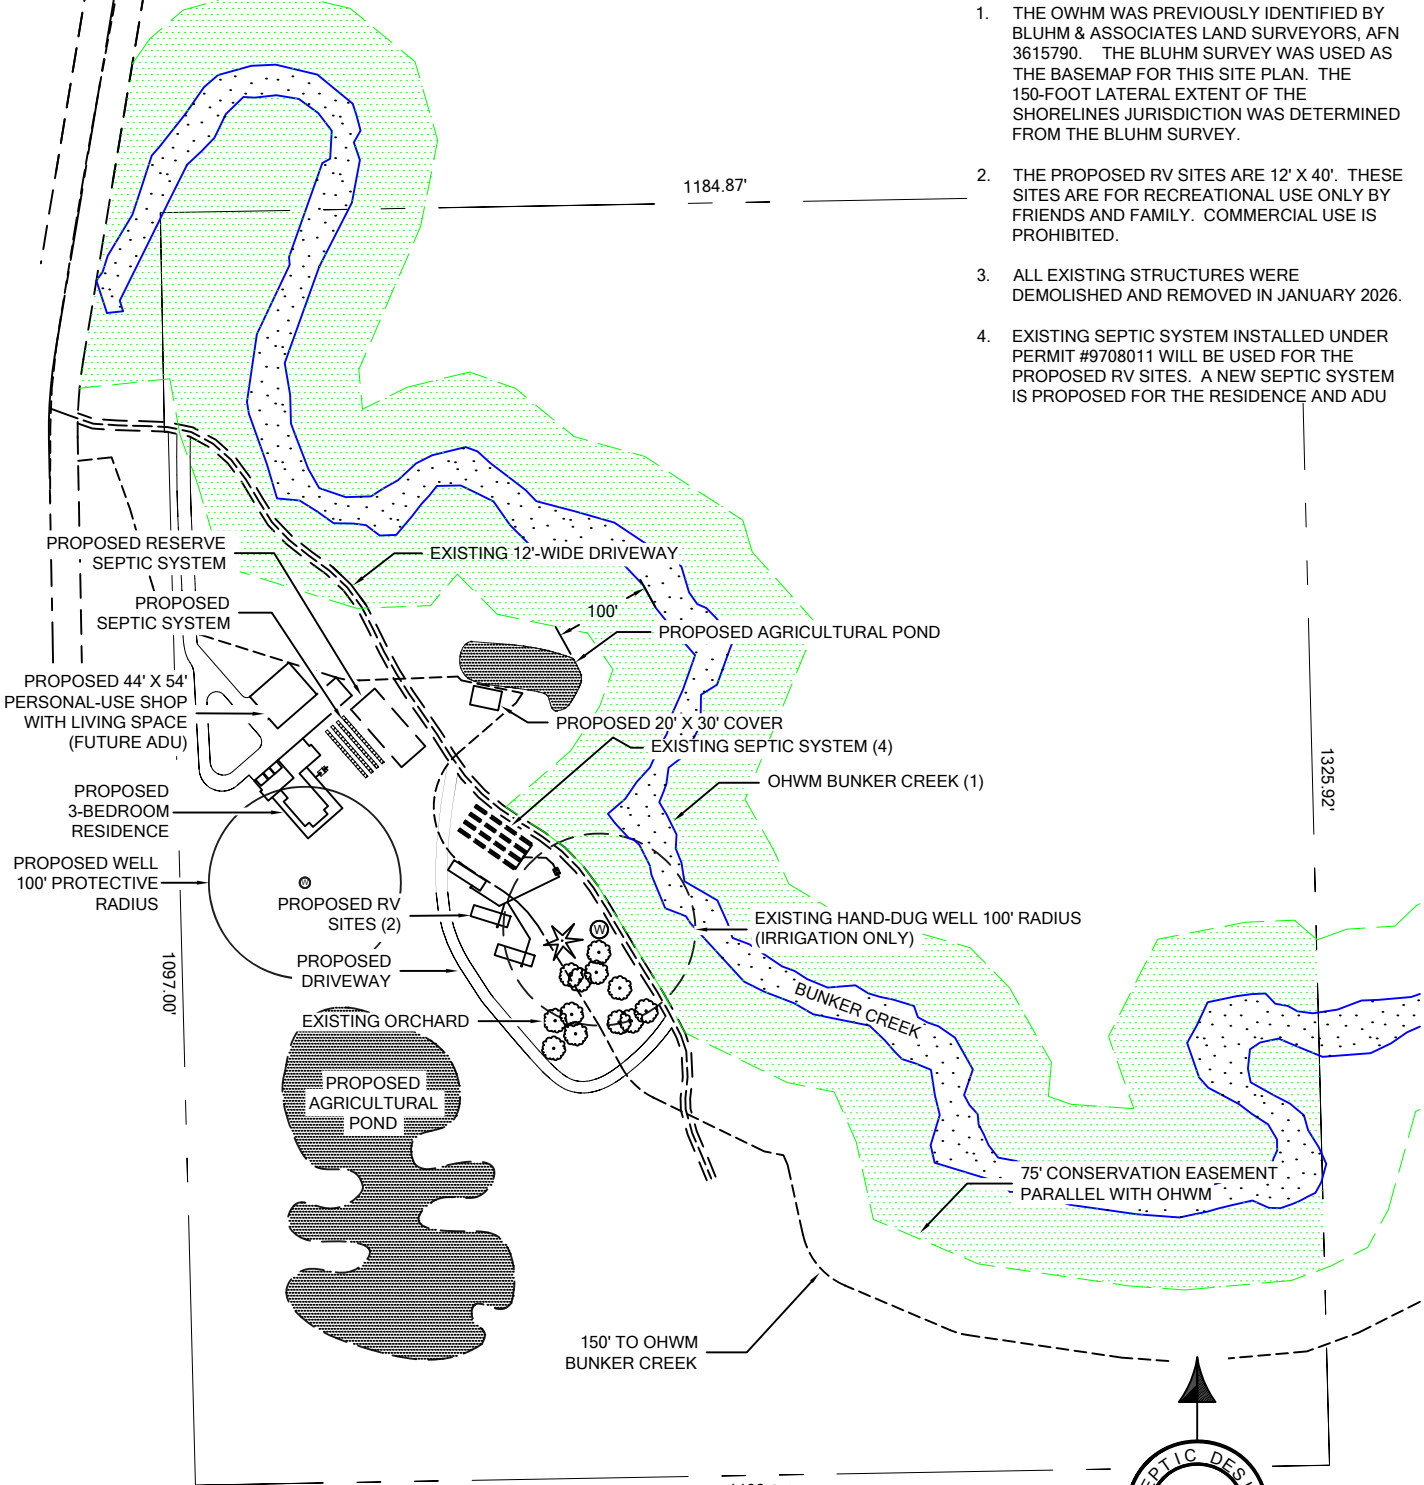 1. THE OWHM WAS PREVIOUSLY IDENTIFIED BY
BLUHM & ASSOCIATES LAND SURVEYORS, AFN
3615790. THE BLUHM SURVEY WAS USED AS
THE BASEMAP FOR THIS SITE PLAN. THE
150-FOOT LATERAL EXTENT OF THE
SHORELINES JURISDICTION WAS DETERMINED
FROM THE BLUHM SURVEY.
2. THE PROPOSED RV SITES ARE 12' X 40'. THESE
SITES ARE FOR RECREATIONAL USE ONLY BY
FRIENDS AND FAMILY. COMMERCIAL USE IS
PROHIBITED.
3. ALL EXISTING STRUCTURES WERE
DEMOLISHED AND REMOVED IN JANUARY 2026.
4. EXISTING SEPTIC SYSTEM INSTALLED UNDER
PERMIT #9708011 WILL BE USED FOR THE
PROPOSED RV SITES. A NEW SEPTIC SYSTEM
IS PROPOSED FOR THE RESIDENCE AND ADU
1184.87'
PROPOSED RESERVE
SEPTIC SYSTEM
EXISTING 12'-WIDE DRIVEWAY
PROPOSED
SEPTIC SYSTEM
100'
PROPOSED AGRICULTURAL POND
PROPOSED 44' X 54'
PERSONAL-USE SHOP
WITH LIVING SPACE
(FUTURE ADU)
PROPOSED 20' X 30' COVER
EXISTING SEPTIC SYSTEM (4)
OHWM BUNKER CREEK (1)
1325.92'
PROPOSED
3-BEDROOM
RESIDENCE
PROPOSED WELL
100' PROTECTIVE
RADIUS
W
PROPOSED RV
SITES (2)
W
EXISTING HAND-DUG WELL 100' RADIUS
(IRRIGATION ONLY)
PROPOSED
DRIVEWAY
1097.00'
BUNKER CREEK
EXISTING ORCHARD
PROPOSED
AGRICULTURAL
POND
75' CONSERVATION EASEMENT
PARALLEL WITH OHWM
150' TO OHWM
BUNKER CREEK